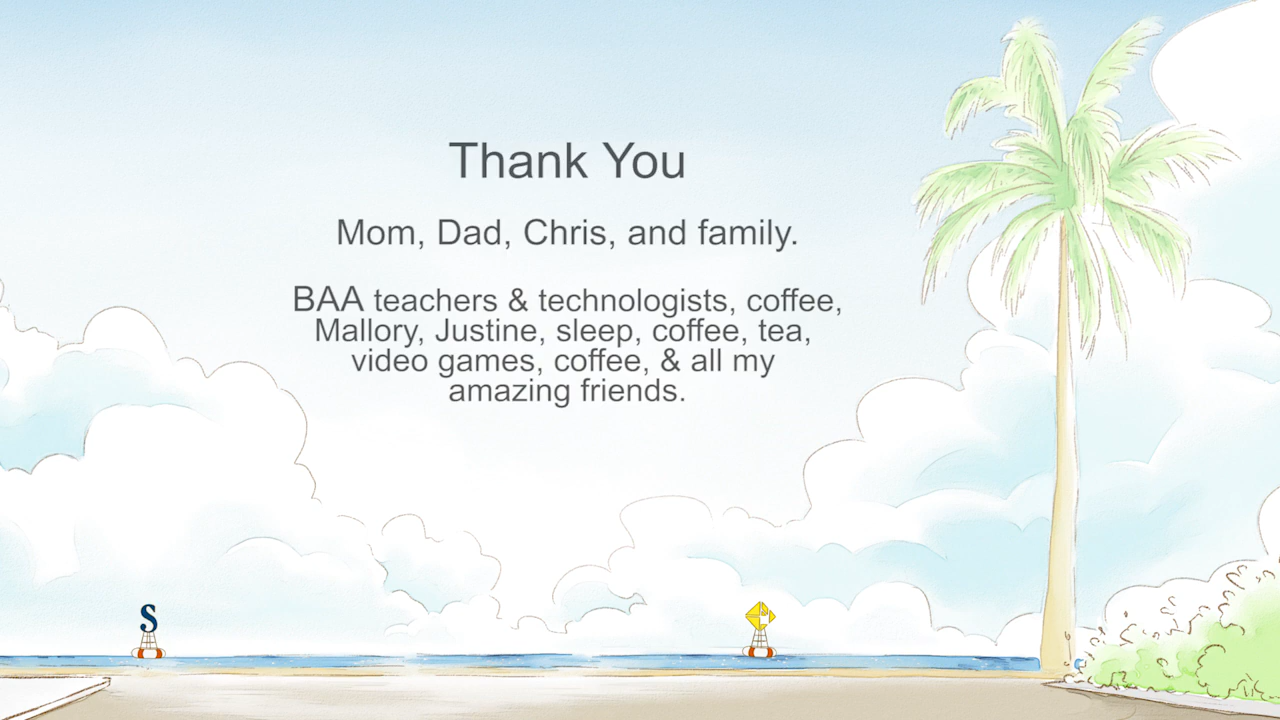 Thank You
Mom, Dad, Chris, and family.
BAA teachers & technologists, coffee,
Mallory, Justine, sleep, coffee, tea,
video games, coffee, & all my
amazing friends.
S